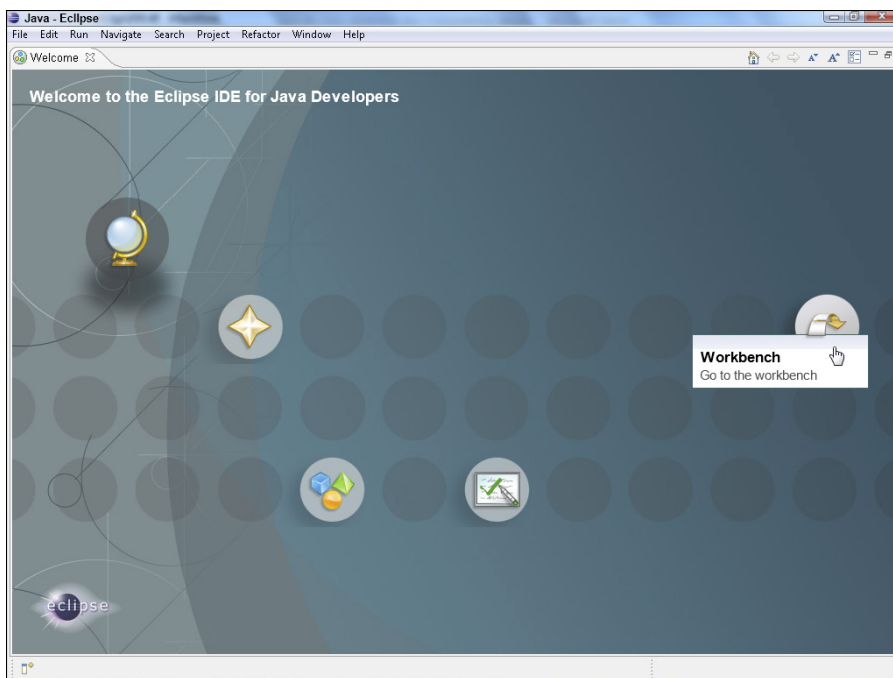 Java - Eclipse
File Edit Run Navigate Search Project Refactor Window Help
Welcome
Welcome to the Eclipse IDE for Java Developers
Workbench
Go to the workbench
eclipse